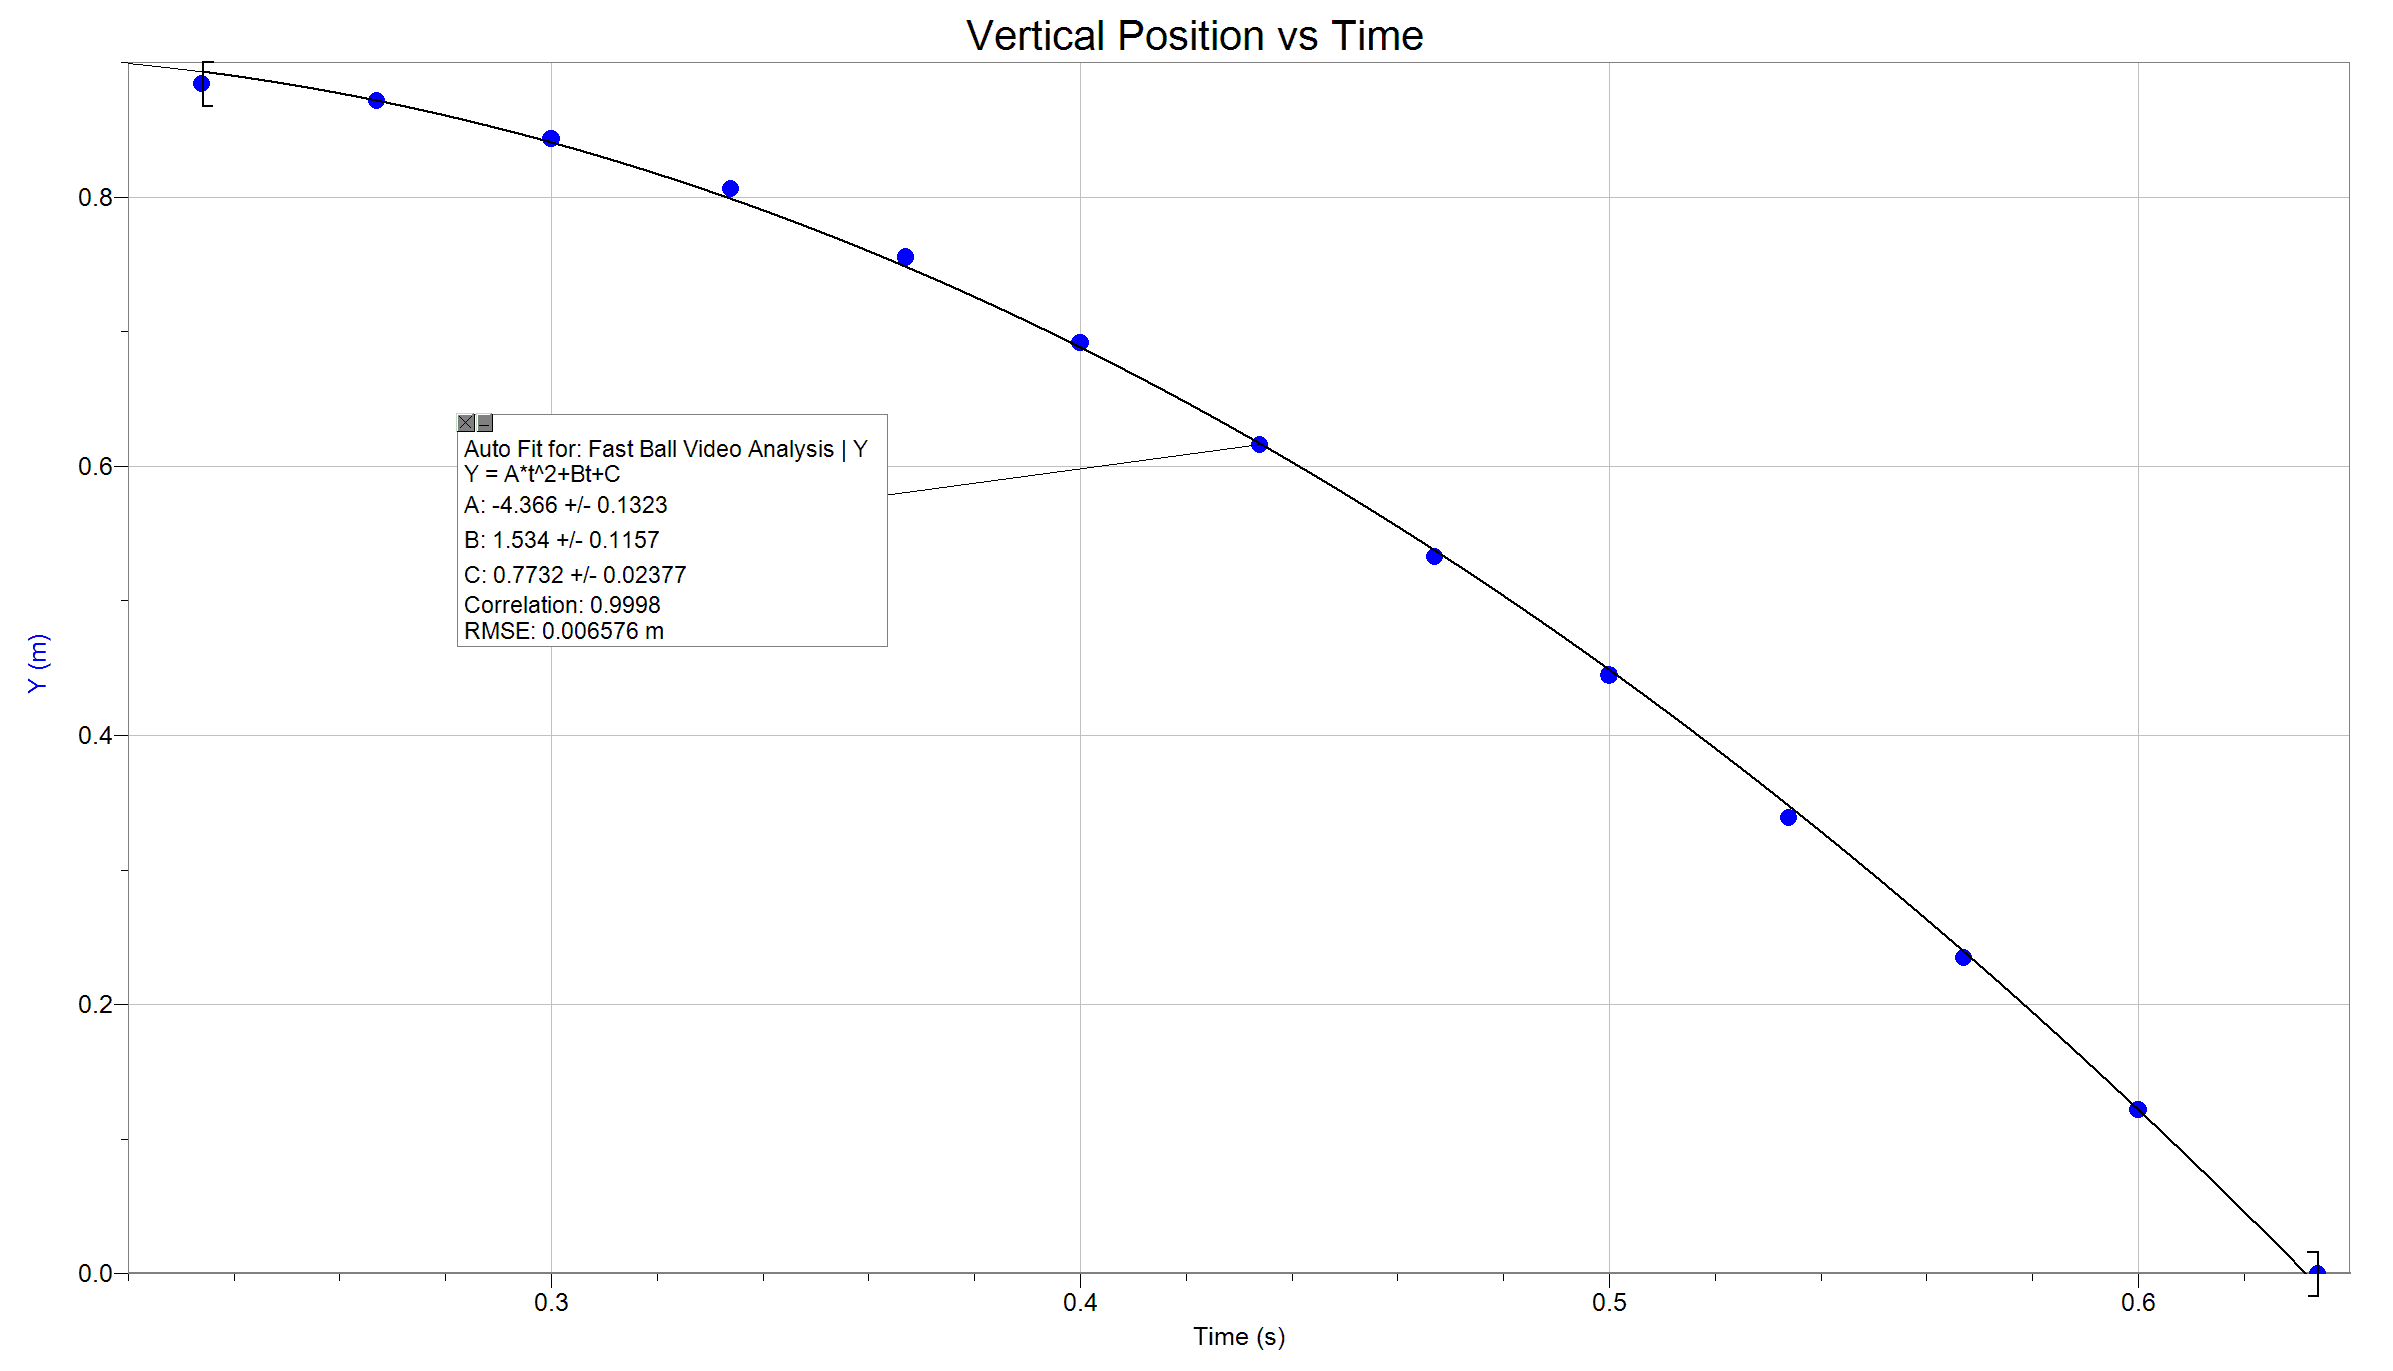 Vertical Position vs Time
0.8
0.6
0.4
0.2
0.0
Y (m)
Auto Fit for: Fast Ball Video Analysis | Y
Y = A*t^2+Bt+C
A: -4.366 +/- 0.1323
B: 1.534 +/- 0.1157
C: 0.7732 +/- 0.02377
Correlation: 0.9998
RMSE: 0.006576 m
0.3 0.4 0.5 0.6
Time (s)